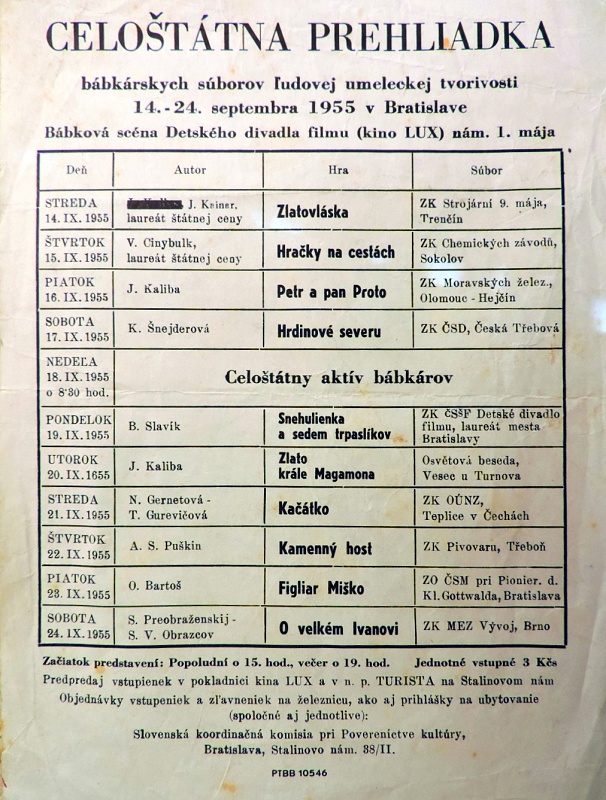 CELOŠTÁTNA PREHLIADKA
bábkárskych súborov ľudovej umeleckej tvorivosti
14.-24. septembra 1955 v Bratislave
Bábková scéna Detského divadla filmu (kino LUX) nám. 1. mája
Deň Autor Hra Súbor
STREDA
14. IX. 1955
J. Kainer,
laureát štátnej ceny
Zlatovláska
ZK Strojární 9. mája,
Trenčín
ŠTVRTOK
15. IX. 1955
V. Cinybulk,
laureát štátnej ceny
Hračky na cestách
ZK Chemických závodů,
Sokolov
PIATOK
16. IX. 1955
J. Kaliba
Petr a pan Proto
ZK Moravských želez.,
Olomouc - Hejčín
SOBOTA
17. IX. 1955
K. Šnejderová
Hrdinové severu
ZK ČSD, Česká Třebová
NEDEĽA
18. IX. 1955
o 8·30 hod.
Celoštátny aktív bábkárov
PONDELOK
19. IX. 1955
B. Slavík
Snehulienka
a sedem trpaslíkov
ZK ČSŠF Detské divadlo
filmu, laureát mesta
Bratislavy
UTOROK
20. IX. 1655
J. Kaliba
Zlato
krále Magamona
Osvětová beseda,
Vesec u Turnova
STREDA
21. IX. 1955
N. Gernetová -
T. Gurevičová
Kačátko
ZK OÚNZ,
Teplice v Čechách
ŠTVRTOK
22. IX. 1955
A. S. Puškin
Kamenný host
ZK Pivovaru, Třeboň
PIATOK
23. IX. 1955
O. Bartoš
Figliar Miško
ZO ČSM pri Pionier. d.
Kl. Gottwalda, Bratislava
SOBOTA
24. IX. 1955
S. Preobraženskij -
S. V. Obrazcov
O velkém Ivanovi
ZK MEZ Vývoj, Brno
Začiatok predstavení: Popoludní o 15. hod., večer o 19. hod. Jednotné vstupné 3 Kčs
Predpredaj vstupienek v pokladnici kina LUX a v n. p. TURISTA na Stalinovom nám
Objednávky vstupeniek a zľavneniek na železnicu, ako aj prihlášky na ubytovanie
(spoločné aj jednotlivé):
Slovenská koordinačná komisia pri Povereníctve kultúry,
Bratislava, Stalinovo nám. 38/II.
PTBB 10546